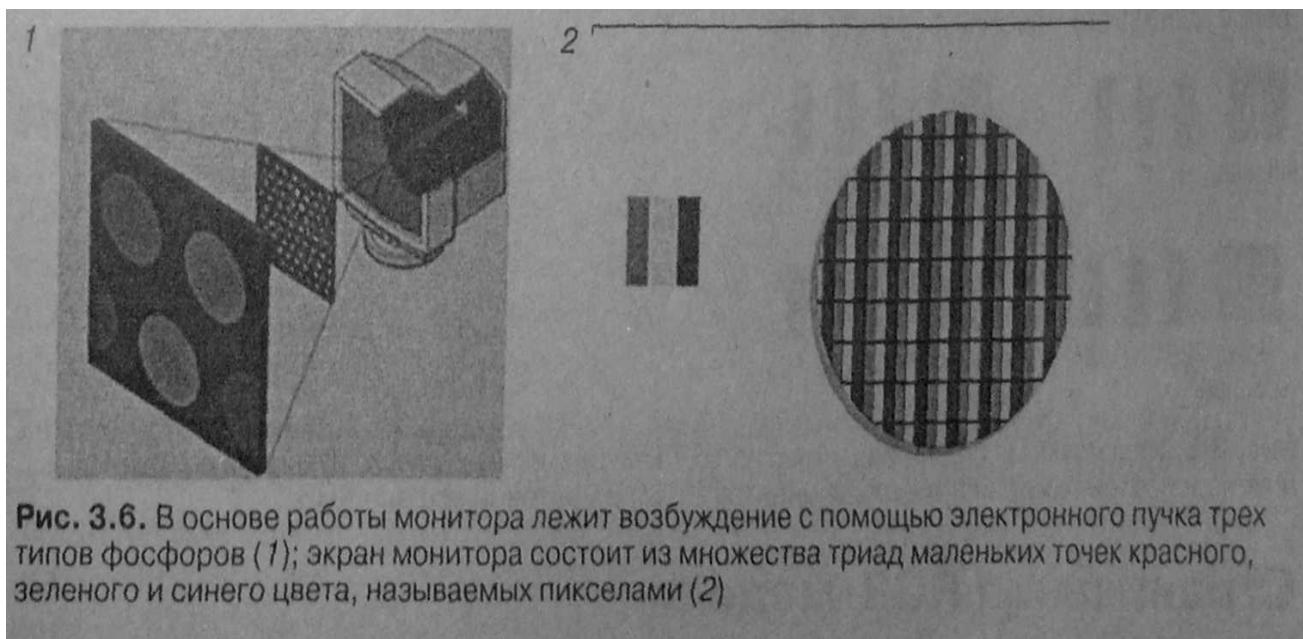 1
2
Рис. 3.6. В основе работы монитора лежит возбуждение с помощью электронного пучка трех
типов фосфоров (1); экран монитора состоит из множества триад маленьких точек красного,
зеленого и синего цвета, называемых пикселами (2)